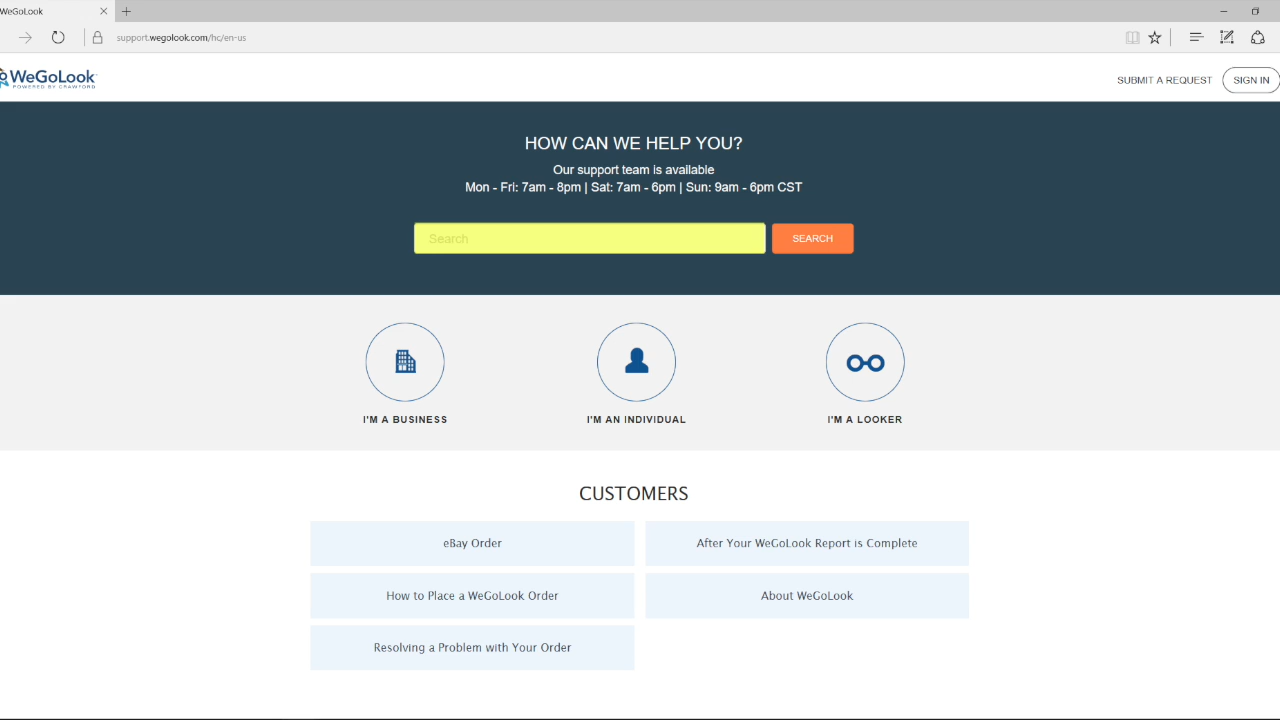 WeGoLook
support.wegolook.com/hc/en-us
WeGoLook
POWERED BY CRAWFORD
SUBMIT A REQUEST
SIGN IN
HOW CAN WE HELP YOU?
Our support team is available
Mon - Fri: 7am - 8pm | Sat: 7am - 6pm | Sun: 9am - 6pm CST
Search
SEARCH
I'M A BUSINESS
I'M AN INDIVIDUAL
I'M A LOOKER
CUSTOMERS
eBay Order
After Your WeGoLook Report is Complete
How to Place a WeGoLook Order
About WeGoLook
Resolving a Problem with Your Order